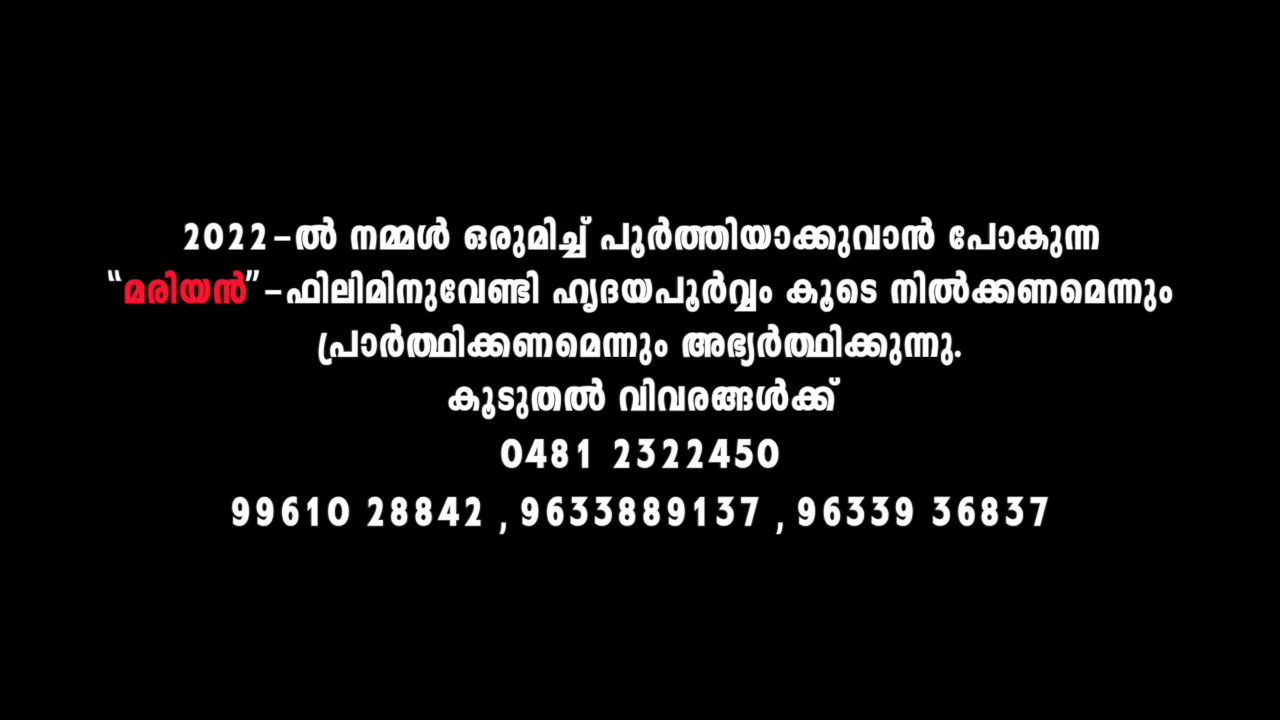 2022-ൽ നമ്മൾ ഒരുമിച്ച് പൂർത്തിയാക്കുവാൻ പോകുന്ന
“മരിയൻ”-ഫിലിമിനുവേണ്ടി ഹൃദയപൂർവ്വം കൂടെ നിൽക്കണമെന്നും
പ്രാർത്ഥിക്കണമെന്നും അഭ്യർത്ഥിക്കുന്നു.
കൂടുതൽ വിവരങ്ങൾക്ക്
0481 2322450
99610 28842 , 9633889137 , 96339 36837